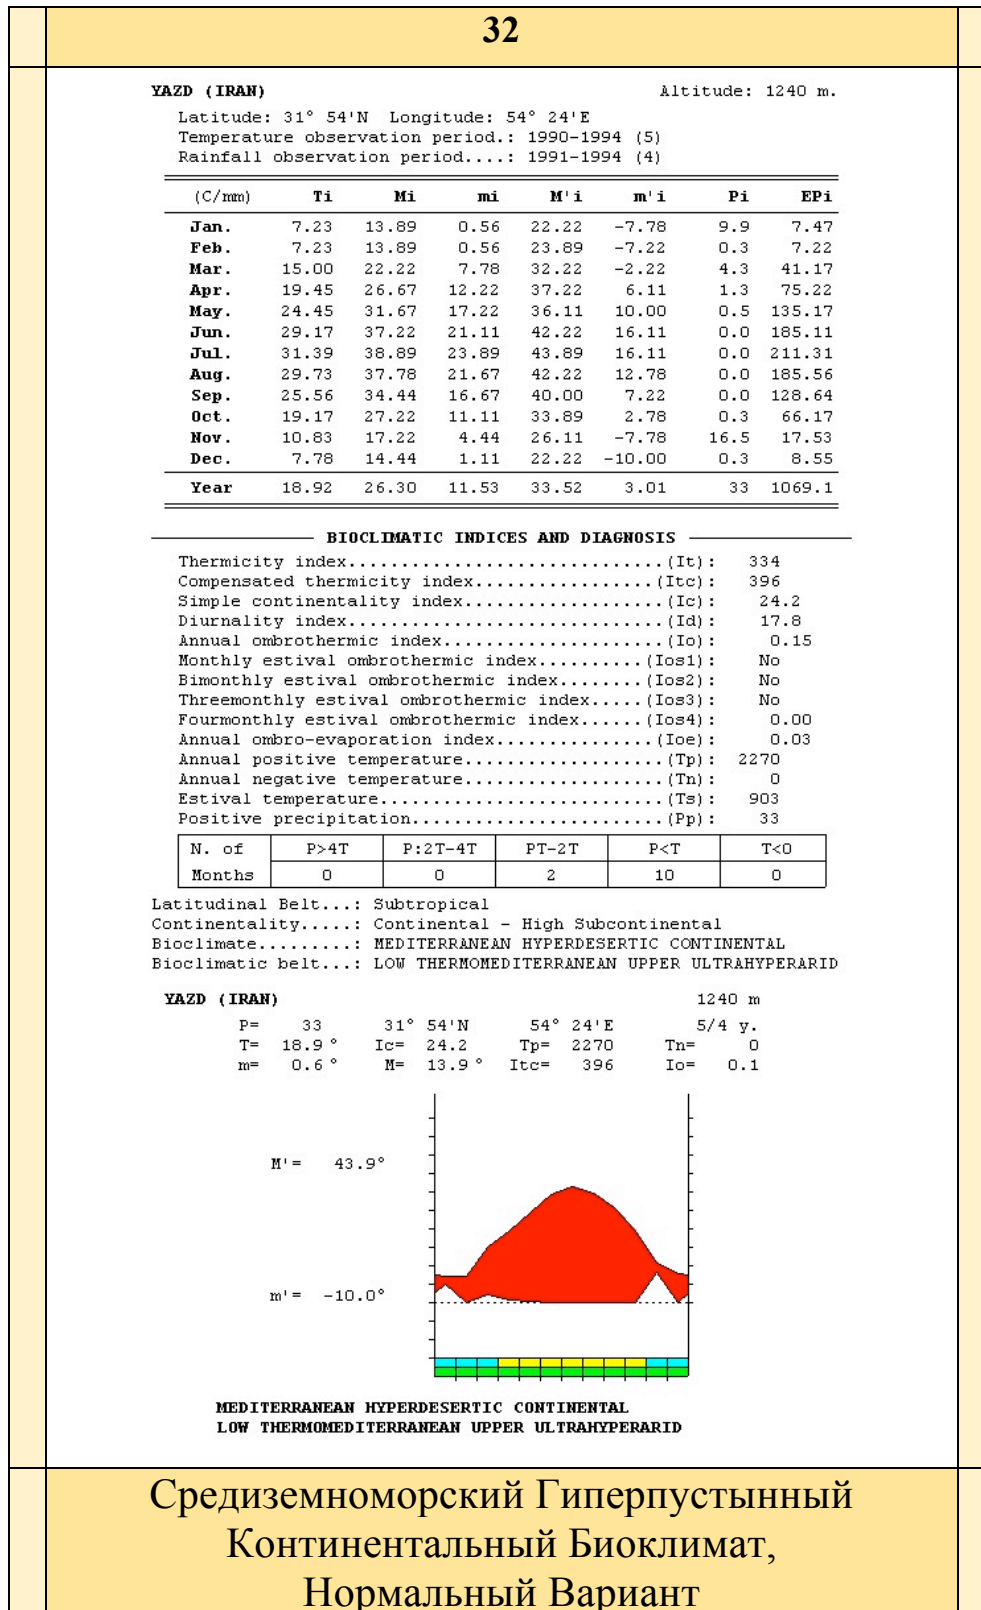 32
YAZD (IRAN) Altitude: 1240 m.
Latitude: 31° 54'N Longitude: 54° 24'E
Temperature observation period.: 1990-1994 (5)
Rainfall observation period....: 1991-1994 (4)
(C/mm) Ti Mi mi M'i m'i Pi EPi
Jan. 7.23 13.89 0.56 22.22 -7.78 9.9 7.47
Feb. 7.23 13.89 0.56 23.89 -7.22 0.3 7.22
Mar. 15.00 22.22 7.78 32.22 -2.22 4.3 41.17
Apr. 19.45 26.67 12.22 37.22 6.11 1.3 75.22
May. 24.45 31.67 17.22 36.11 10.00 0.5 135.17
Jun. 29.17 37.22 21.11 42.22 16.11 0.0 185.11
Jul. 31.39 38.89 23.89 43.89 16.11 0.0 211.31
Aug. 29.73 37.78 21.67 42.22 12.78 0.0 185.56
Sep. 25.56 34.44 16.67 40.00 7.22 0.0 128.64
Oct. 19.17 27.22 11.11 33.89 2.78 0.3 66.17
Nov. 10.83 17.22 4.44 26.11 -7.78 16.5 17.53
Dec. 7.78 14.44 1.11 22.22 -10.00 0.3 8.55
Year 18.92 26.30 11.53 33.52 3.01 33 1069.1
BIOCLIMATIC INDICES AND DIAGNOSIS
Thermicity index..............................(It): 334
Compensated thermicity index.................(Itc): 396
Simple continentality index...................(Ic): 24.2
Diurnality index..............................(Id): 17.8
Annual ombrothermic index.....................(Io): 0.15
Monthly estival ombrothermic index..........(Ios1): No
Bimonthly estival ombrothermic index........(Ios2): No
Threemonthly estival ombrothermic index.....(Ios3): No
Fourmonthly estival ombrothermic index......(Ios4): 0.00
Annual ombro-evaporation index...............(Ioe): 0.03
Annual positive temperature...................(Tp): 2270
Annual negative temperature...................(Tn): 0
Estival temperature...........................(Ts): 903
Positive precipitation........................(Pp): 33
N. of P>4T P:2T-4T PT-2T P<T T<0
Months 0 0 2 10 0
Latitudinal Belt...: Subtropical
Continentality.....: Continental - High Subcontinental
Bioclimate.........: MEDITERRANEAN HYPERDESERTIC CONTINENTAL
Bioclimatic belt...: LOW THERMOMEDITERRANEAN UPPER ULTRAHYPERARID
YAZD (IRAN) 1240 m
P= 33 31° 54'N 54° 24'E 5/4 y.
T= 18.9° Ic= 24.2 Tp= 2270 Tn= 0
m= 0.6° M= 13.9° Itc= 396 Io= 0.1
M'= 43.9°
m'= -10.0°
MEDITERRANEAN HYPERDESERTIC CONTINENTAL
LOW THERMOMEDITERRANEAN UPPER ULTRAHYPERARID
Средиземноморский Гиперпустынный
Континентальный Биоклимат,
Нормальный Вариант